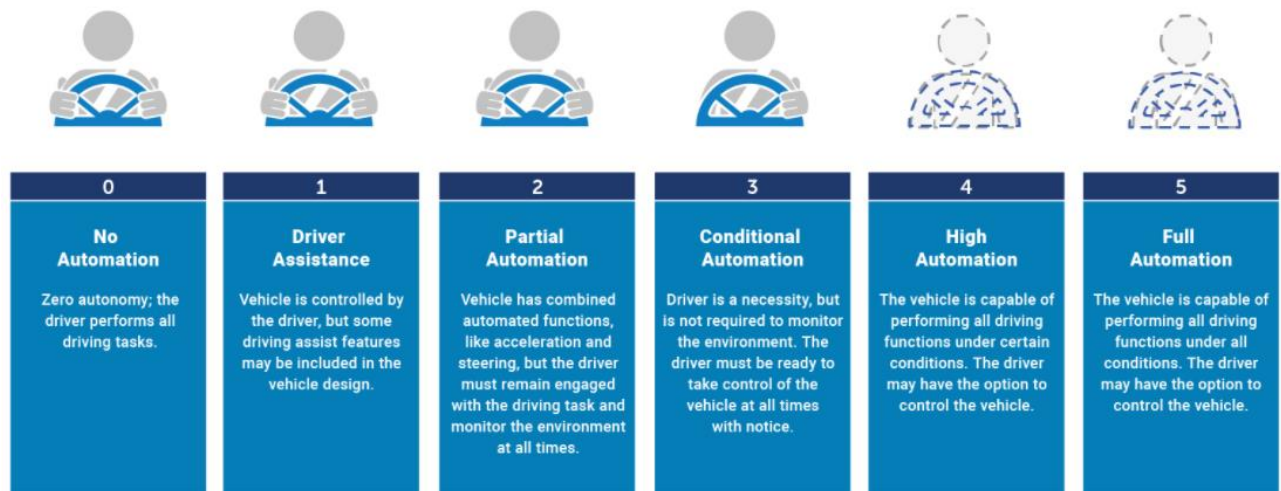 0
No
Automation
Zero autonomy; the
driver performs all
driving tasks.
1
Driver
Assistance
Vehicle is controlled by
the driver, but some
driving assist features
may be included in the
vehicle design.
2
Partial
Automation
Vehicle has combined
automated functions,
like acceleration and
steering, but the driver
must remain engaged
with the driving task and
monitor the environment
at all times.
3
Conditional
Automation
Driver is a necessity, but
is not required to monitor
the environment. The
driver must be ready to
take control of the
vehicle at all times
with notice.
4
High
Automation
The vehicle is capable of
performing all driving
functions under certain
conditions. The driver
may have the option to
control the vehicle.
5
Full
Automation
The vehicle is capable of
performing all driving
functions under all
conditions. The driver
may have the option to
control the vehicle.